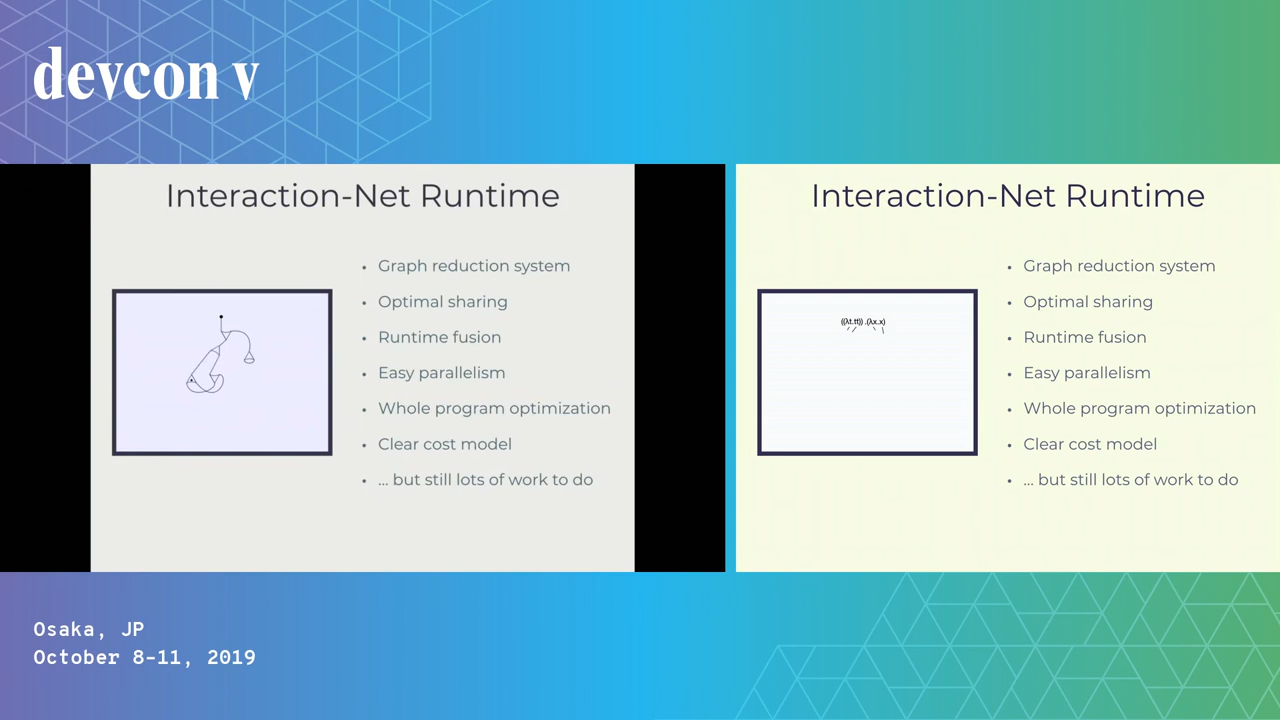 devcon v
Interaction-Net Runtime
• Graph reduction system
• Optimal sharing
• Runtime fusion
• Easy parallelism
• Whole program optimization
• Clear cost model
• ... but still lots of work to do
Interaction-Net Runtime
((λt.tt)) .(λx.x)
• Graph reduction system
• Optimal sharing
• Runtime fusion
• Easy parallelism
• Whole program optimization
• Clear cost model
• ... but still lots of work to do
Osaka, JP
October 8-11, 2019